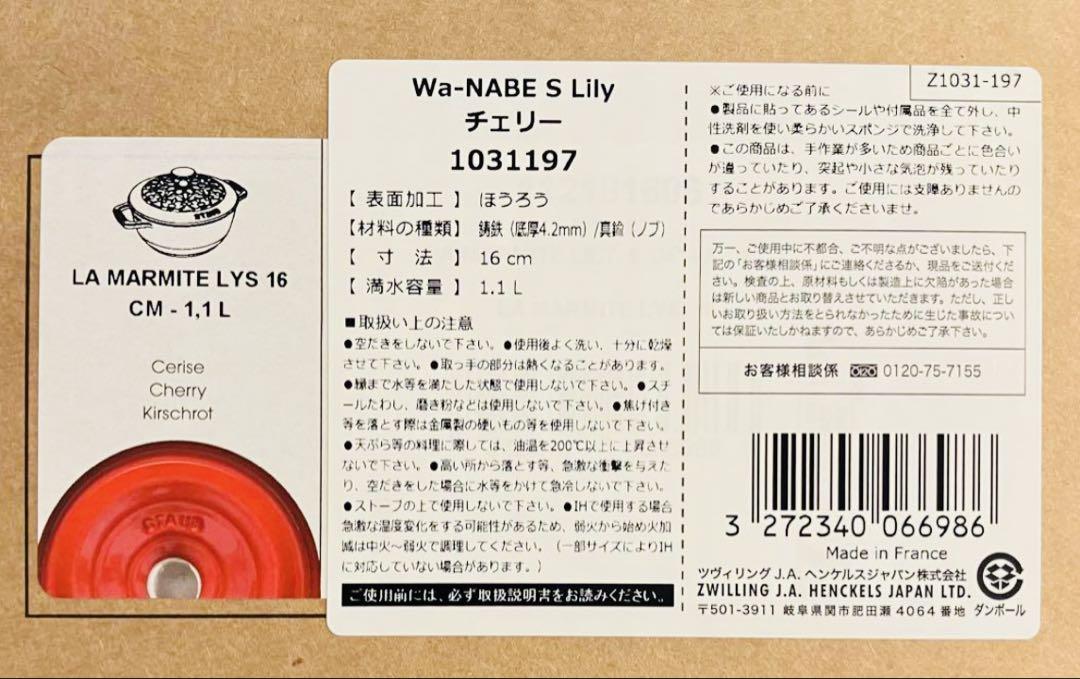 LA MARMITE LYS 16
CM - 1,1 L
Cerise
Cherry
Kirschrot
STAUB
Wa-NABE S Lily
チェリー
1031197
【 表面加工 】 ほうろう
【材料の種類】 鋳鉄（底厚4.2mm）/真鍮（ノブ）
【 寸 法 】 16 cm
【 満水容量 】 1.1 L
■取扱い上の注意
●空だきをしないで下さい。●使用後よく洗い、十分に乾燥
させて下さい。●取っ手の部分は熱くなることがあります。
●縁まで水等を満たした状態で使用しないで下さい。●スチ
ールたわし、磨き粉などは使用しないで下さい。●焦げ付き
等を落とす際は金属製の硬いもの等を使用しないで下さい。
●天ぷら等の料理に際しては、油温を200℃以上に上昇させ
ないで下さい。●高い所から落とす等、急激な衝撃を与えた
り、空だきをした場合に水等をかけて急冷しないで下さい。
●ストーブの上で使用しないで下さい。●IHで使用する場合
急激な温度変化をする可能性があるため、弱火から始め火加
減は中火～弱火で調理してください。（一部サイズによりIH
に対応していない場合があります。）
ご使用前には、必ず取扱説明書をお読みください。
Z1031-197
※ご使用になる前に
●製品に貼ってあるシールや付属品を全て外し、中
性洗剤を使い柔らかいスポンジで洗浄して下さい。
●この商品は、手作業が多いため商品ごとに色合い
が違っていたり、突起や小さな気泡が残っていたり
することがあります。ご使用には支障ありませんの
であらかじめご了承くださいませ。
万一、ご使用中に不都合、ご不明な点がございましたら、下
記の「お客様相談係」にご連絡くださるか、現品をご送付くだ
さい。検査の上、原材料もしくは製造上に欠陥があった場合
は新しい商品とお取り替えさせていただきます。ただし、正し
いお取り扱い方法をとられなかったために生じた事故につい
ては保証いたしかねますので、あらかじめご了承下さい。
お客様相談係 0120-75-7155
3 272340 066986
Made in France
ツヴィリング J.A. ヘンケルスジャパン株式会社
ZWILLING J.A. HENCKELS JAPAN LTD.
〒501-3911 岐阜県関市肥田瀬 4064 番地
ダンボール